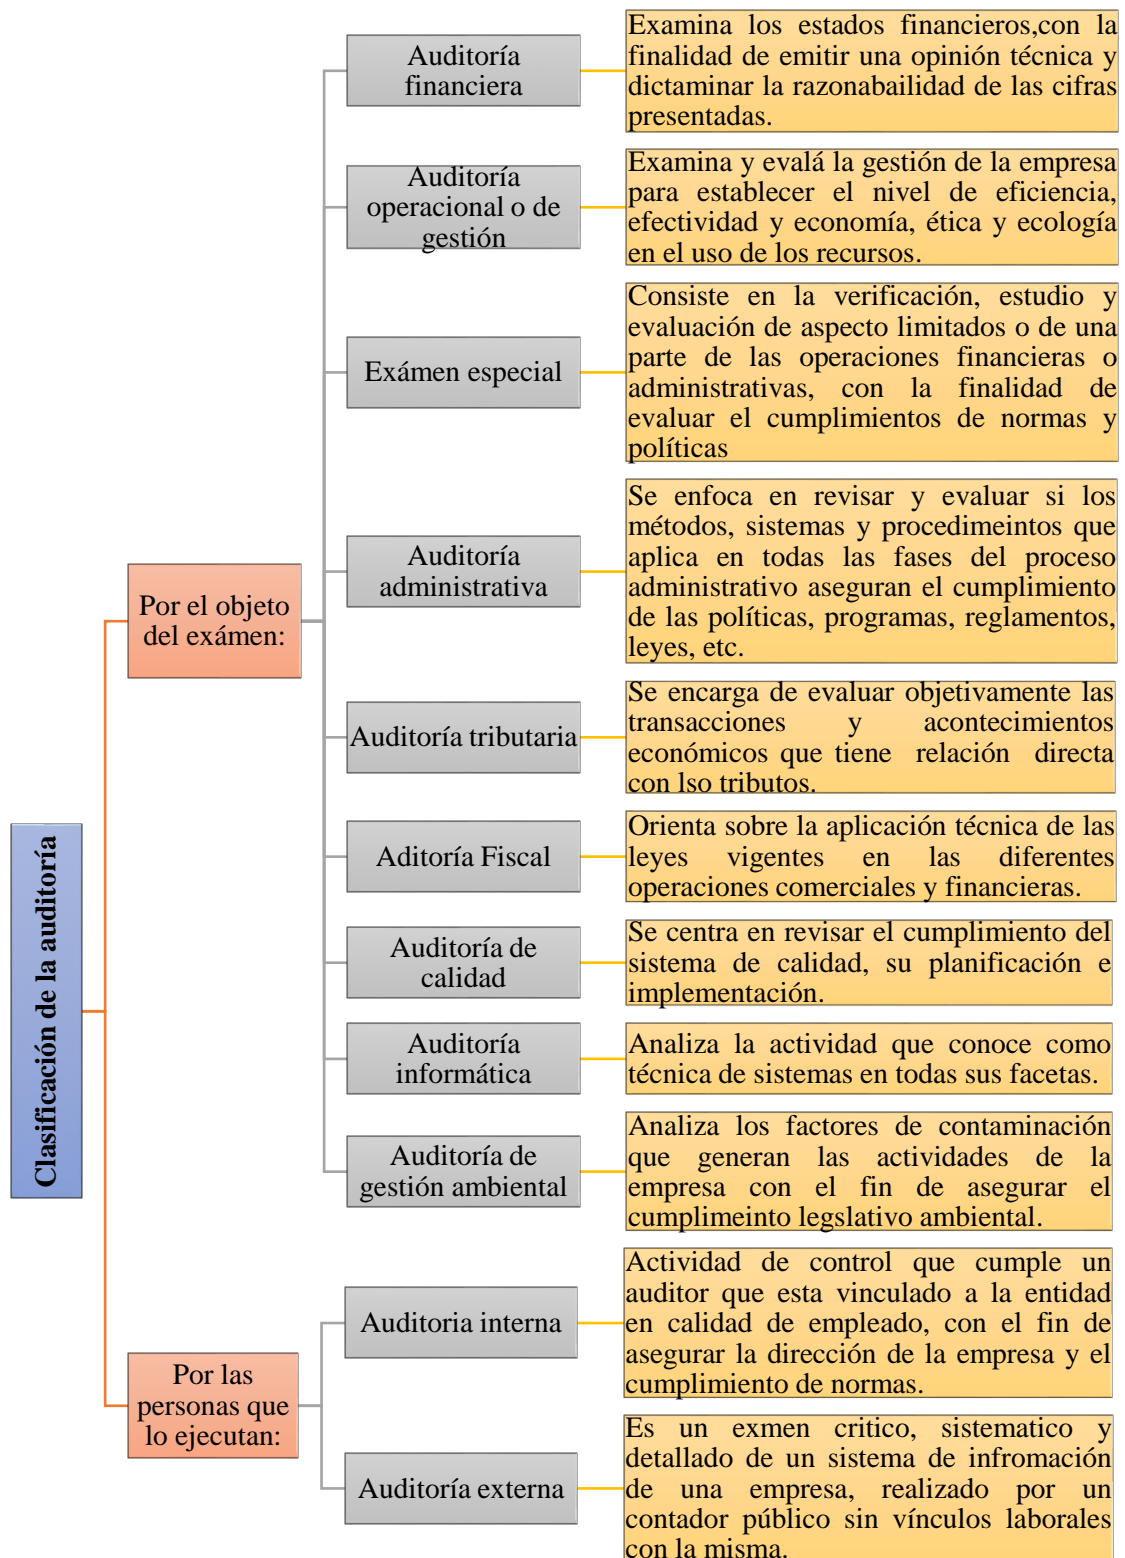 Clasificación de la auditoría
Por el objeto
del exámen:
Auditoría
financiera
Examina los estados financieros,con la
finalidad de emitir una opinión técnica y
dictaminar la razonabailidad de las cifras
presentadas.
Auditoría
operacional o de
gestión
Examina y evalá la gestión de la empresa
para establecer el nivel de eficiencia,
efectividad y economía, ética y ecología
en el uso de los recursos.
Exámen especial
Consiste en la verificación, estudio y
evaluación de aspecto limitados o de una
parte de las operaciones financieras o
administrativas, con la finalidad de
evaluar el cumplimientos de normas y
políticas
Auditoría
administrativa
Se enfoca en revisar y evaluar si los
métodos, sistemas y procedimeintos que
aplica en todas las fases del proceso
administrativo aseguran el cumplimiento
de las políticas, programas, reglamentos,
leyes, etc.
Auditoría tributaria
Se encarga de evaluar objetivamente las
transacciones y acontecimientos
económicos que tiene relación directa
con lso tributos.
Aditoría Fiscal
Orienta sobre la aplicación técnica de las
leyes vigentes en las diferentes
operaciones comerciales y financieras.
Auditoría de
calidad
Se centra en revisar el cumplimiento del
sistema de calidad, su planificación e
implementación.
Auditoría
informática
Analiza la actividad que conoce como
técnica de sistemas en todas sus facetas.
Auditoría de
gestión ambiental
Analiza los factores de contaminación
que generan las actividades de la
empresa con el fin de asegurar el
cumplimeinto legslativo ambiental.
Por las
personas que
lo ejecutan:
Auditoria interna
Actividad de control que cumple un
auditor que esta vinculado a la entidad
en calidad de empleado, con el fin de
asegurar la dirección de la empresa y el
cumplimiento de normas.
Auditoría externa
Es un exmen critico, sistematico y
detallado de un sistema de infromación
de una empresa, realizado por un
contador público sin vínculos laborales
con la misma.